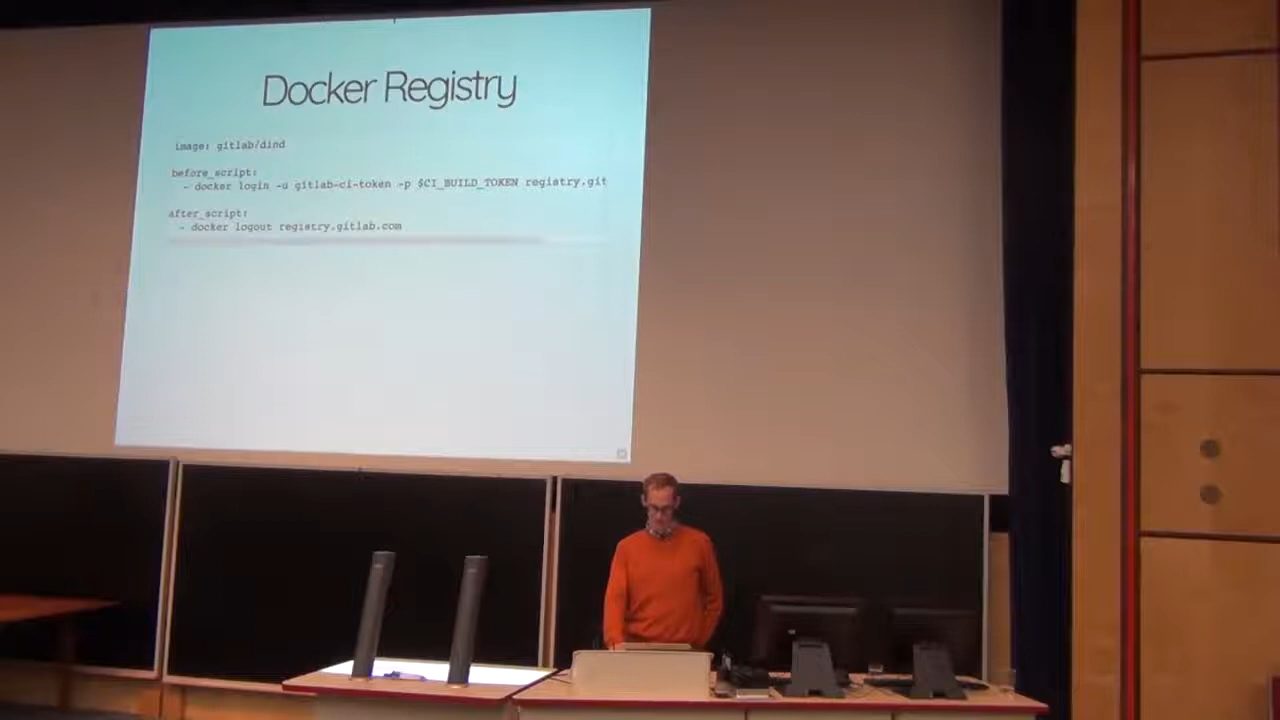 Docker Registry
image: gitlab/dind
before_script:
- docker login -u gitlab-ci-token -p $CI_BUILD_TOKEN registry.git
after_script:
- docker logout registry.gitlab.com